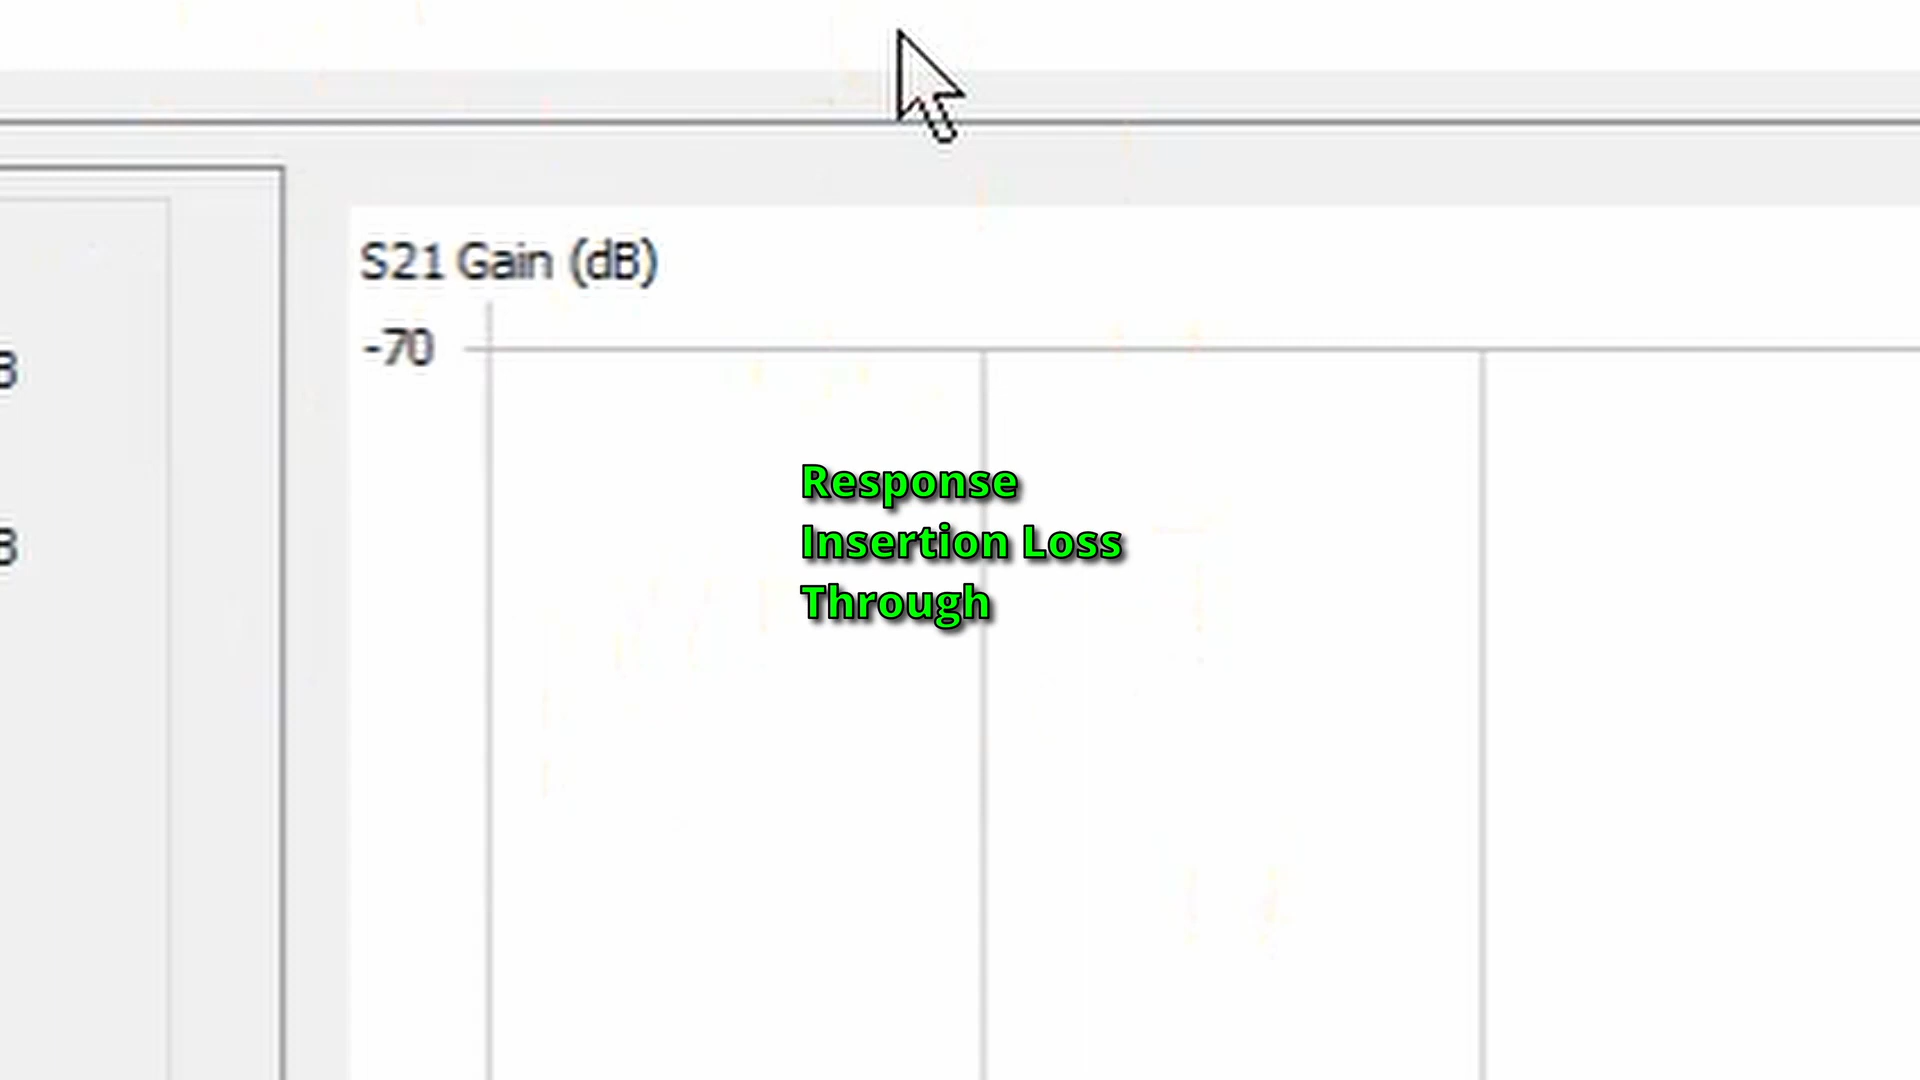 S21 Gain (dB)
-70
Response
Insertion Loss
Through